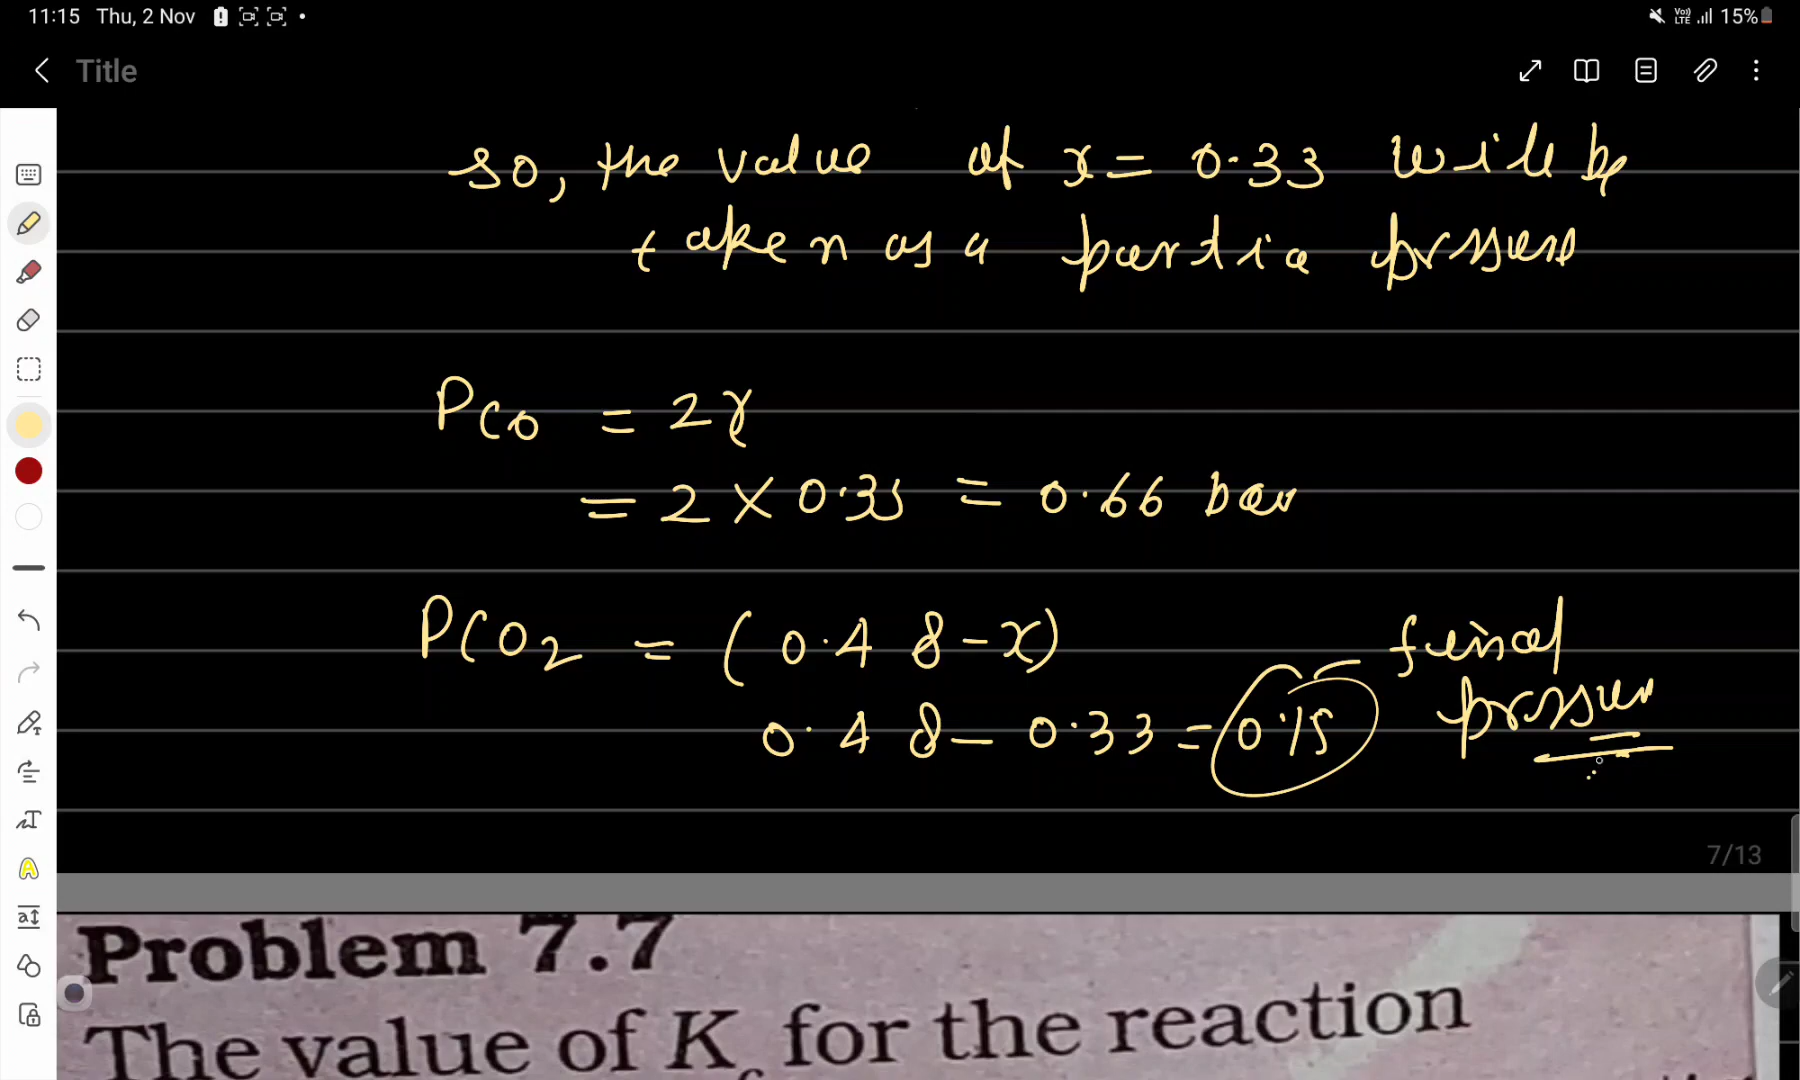 11:15 Thu, 2 Nov
15%
Title
so, the value of x = 0.33 will be
taken as a partia pressure
PCO = 2x
= 2 × 0.33 = 0.66 bar
PCO2 = (0.48 - x) final
0.48 - 0.33 = 0.15 pressur
7/13
Problem 7.7
The value of Kc for the reaction